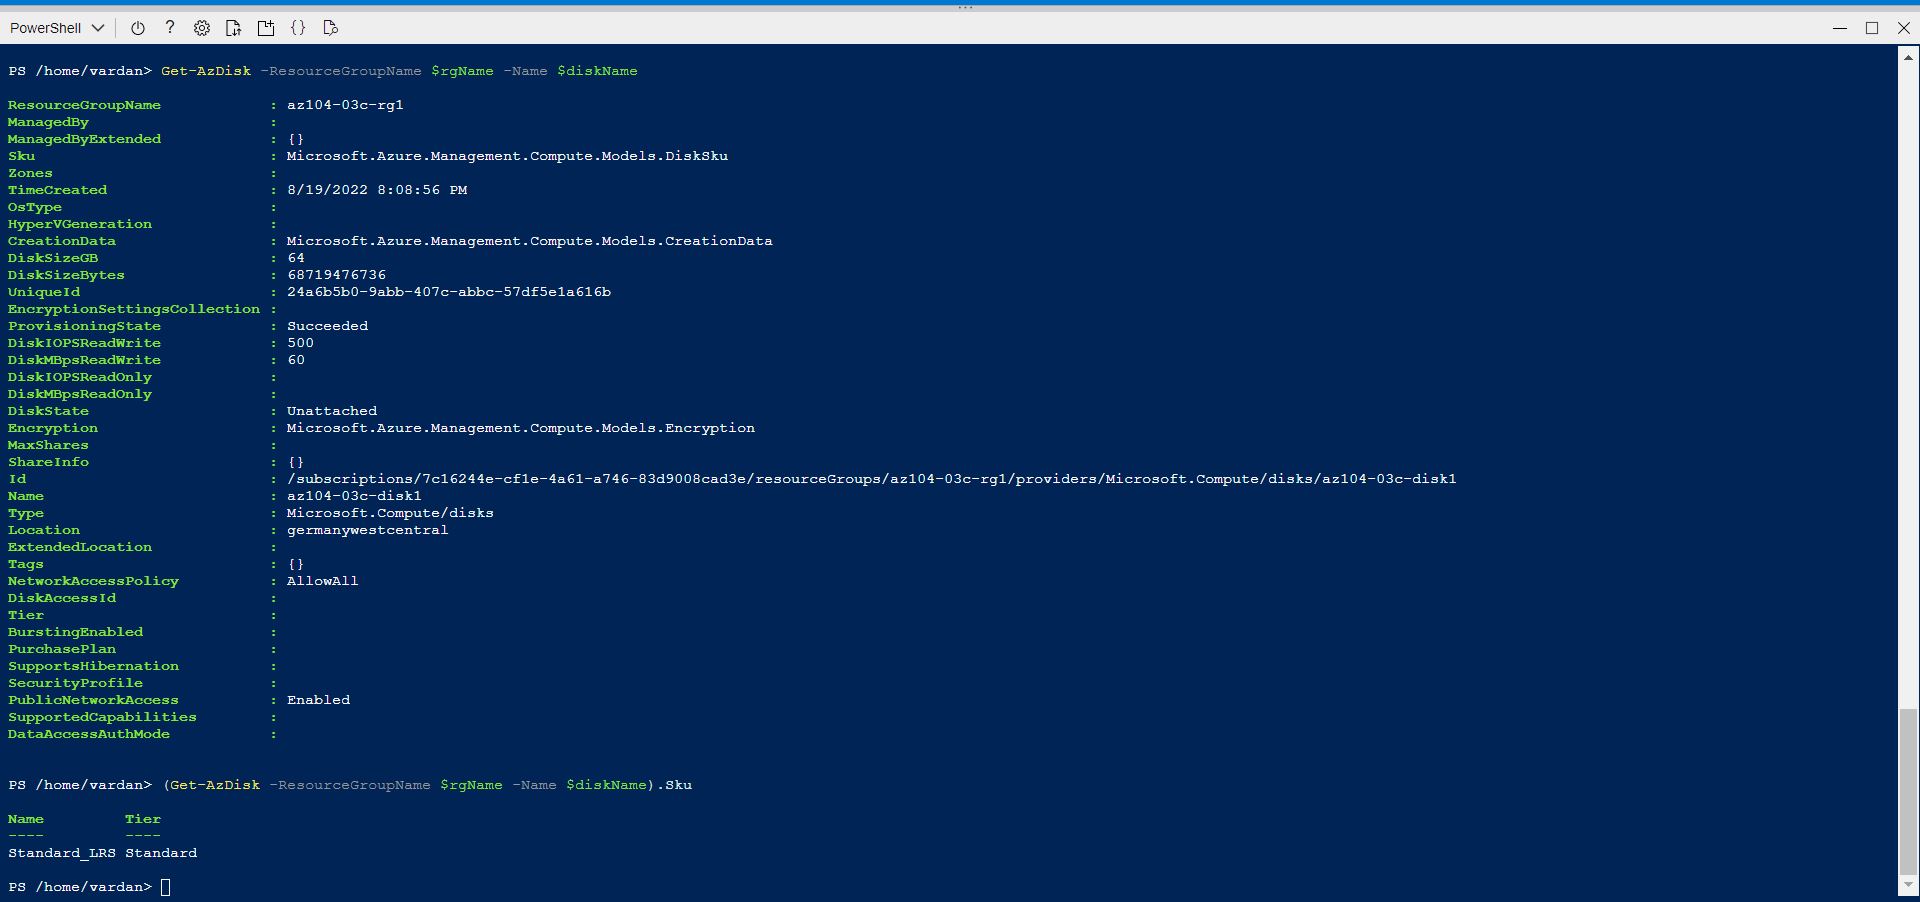 PowerShell
PS /home/vardan> Get-AzDisk -ResourceGroupName $rgName -Name $diskName
ResourceGroupName : az104-03c-rg1
ManagedBy :
ManagedByExtended : {}
Sku : Microsoft.Azure.Management.Compute.Models.DiskSku
Zones :
TimeCreated : 8/19/2022 8:08:56 PM
OsType :
HyperVGeneration :
CreationData : Microsoft.Azure.Management.Compute.Models.CreationData
DiskSizeGB : 64
DiskSizeBytes : 68719476736
UniqueId : 24a6b5b0-9abb-407c-abbc-57df5e1a616b
EncryptionSettingsCollection :
ProvisioningState : Succeeded
DiskIOPSReadWrite : 500
DiskMBpsReadWrite : 60
DiskIOPSReadOnly :
DiskMBpsReadOnly :
DiskState : Unattached
Encryption : Microsoft.Azure.Management.Compute.Models.Encryption
MaxShares :
ShareInfo : {}
Id : /subscriptions/7c16244e-cf1e-4a61-a746-83d9008cad3e/resourceGroups/az104-03c-rg1/providers/Microsoft.Compute/disks/az104-03c-disk1
Name : az104-03c-disk1
Type : Microsoft.Compute/disks
Location : germanywestcentral
ExtendedLocation :
Tags : {}
NetworkAccessPolicy : AllowAll
DiskAccessId :
Tier :
BurstingEnabled :
PurchasePlan :
SupportsHibernation :
SecurityProfile :
PublicNetworkAccess : Enabled
SupportedCapabilities :
DataAccessAuthMode :
PS /home/vardan> (Get-AzDisk -ResourceGroupName $rgName -Name $diskName).Sku
Name Tier
---- ----
Standard_LRS Standard
PS /home/vardan>